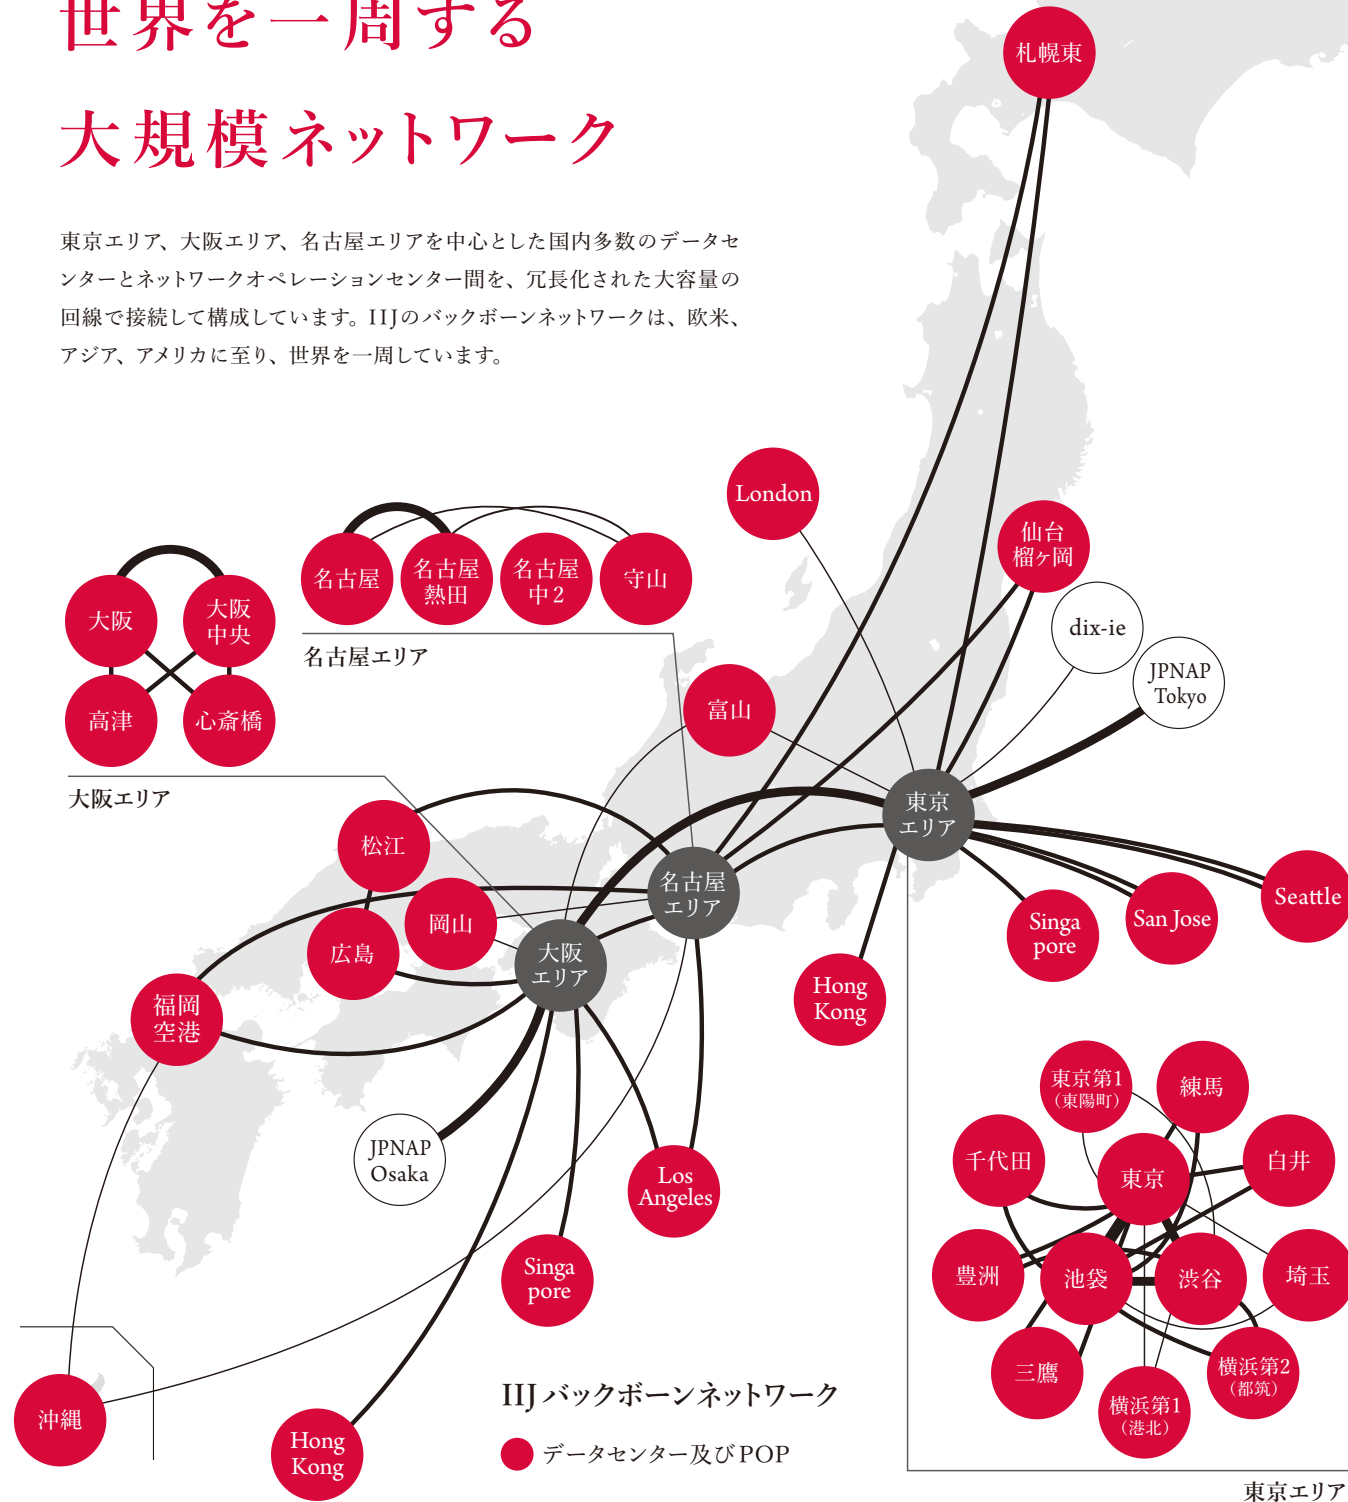 世界を一周する
大規模ネットワーク
東京エリア、大阪エリア、名古屋エリアを中心とした国内多数のデータセ
ンターとネットワークオペレーションセンター間を、冗長化された大容量の
回線で接続して構成しています。IIJのバックボーンネットワークは、欧米、
アジア、アメリカに至り、世界を一周しています。
札幌東
London
仙台
榴ヶ岡
dix-ie
JPNAP
Tokyo
名古屋
名古屋
熱田
名古屋
中2
守山
名古屋エリア
大阪
大阪
中央
高津
心斎橋
大阪エリア
富山
東京
エリア
松江
名古屋
エリア
岡山
広島
大阪
エリア
福岡
空港
Seattle
San Jose
Singa
pore
Hong
Kong
JPNAP
Osaka
Los
Angeles
Singa
pore
沖縄
Hong
Kong
東京第1
（東陽町）
練馬
千代田
東京
白井
豊洲
池袋
渋谷
埼玉
三鷹
横浜第1
（港北）
横浜第2
（都筑）
東京エリア
IIJバックボーンネットワーク
データセンター及びPOP